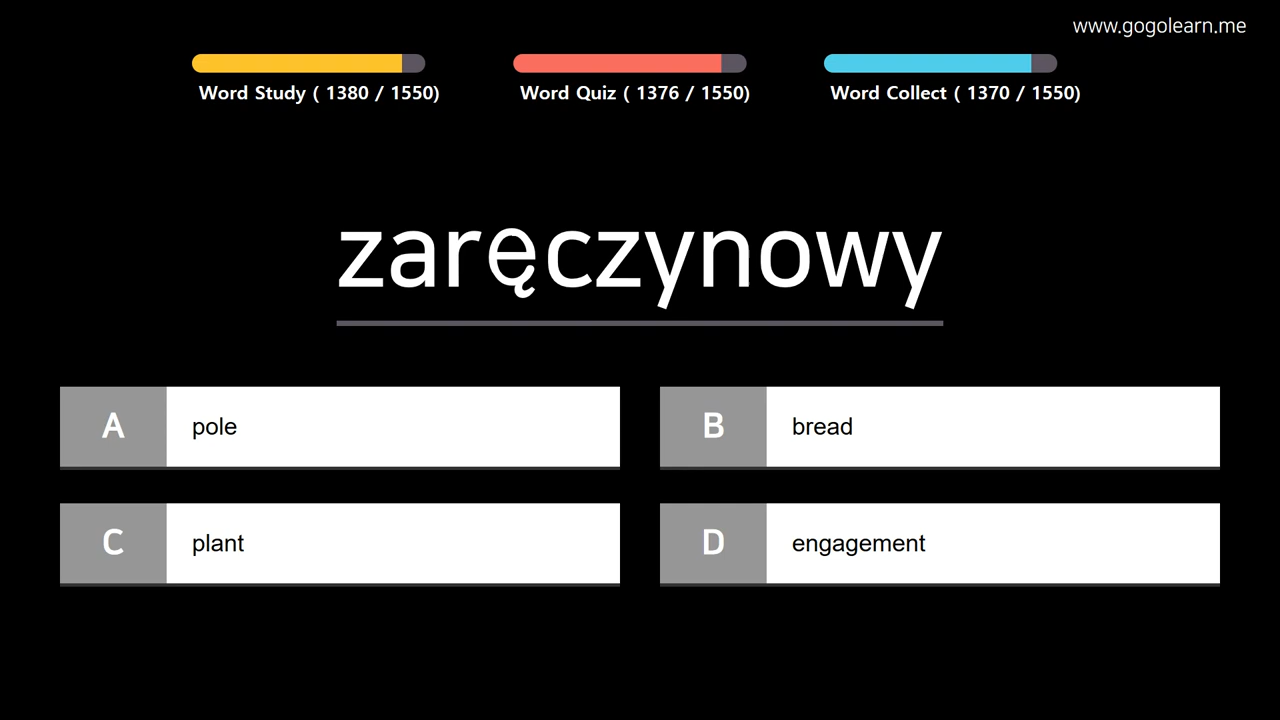 www.gogolearn.me
Word Study ( 1380 / 1550)
Word Quiz ( 1376 / 1550)
Word Collect ( 1370 / 1550)
zaręczynowy
A pole
B bread
C plant
D engagement